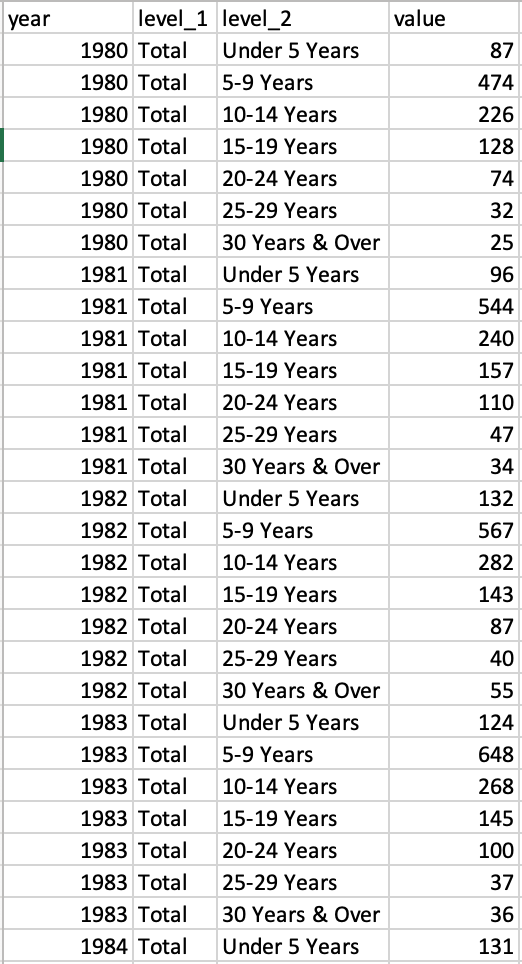 year level_1 level_2 value
1980 Total Under 5 Years 87
1980 Total 5-9 Years 474
1980 Total 10-14 Years 226
1980 Total 15-19 Years 128
1980 Total 20-24 Years 74
1980 Total 25-29 Years 32
1980 Total 30 Years & Over 25
1981 Total Under 5 Years 96
1981 Total 5-9 Years 544
1981 Total 10-14 Years 240
1981 Total 15-19 Years 157
1981 Total 20-24 Years 110
1981 Total 25-29 Years 47
1981 Total 30 Years & Over 34
1982 Total Under 5 Years 132
1982 Total 5-9 Years 567
1982 Total 10-14 Years 282
1982 Total 15-19 Years 143
1982 Total 20-24 Years 87
1982 Total 25-29 Years 40
1982 Total 30 Years & Over 55
1983 Total Under 5 Years 124
1983 Total 5-9 Years 648
1983 Total 10-14 Years 268
1983 Total 15-19 Years 145
1983 Total 20-24 Years 100
1983 Total 25-29 Years 37
1983 Total 30 Years & Over 36
1984 Total Under 5 Years 131